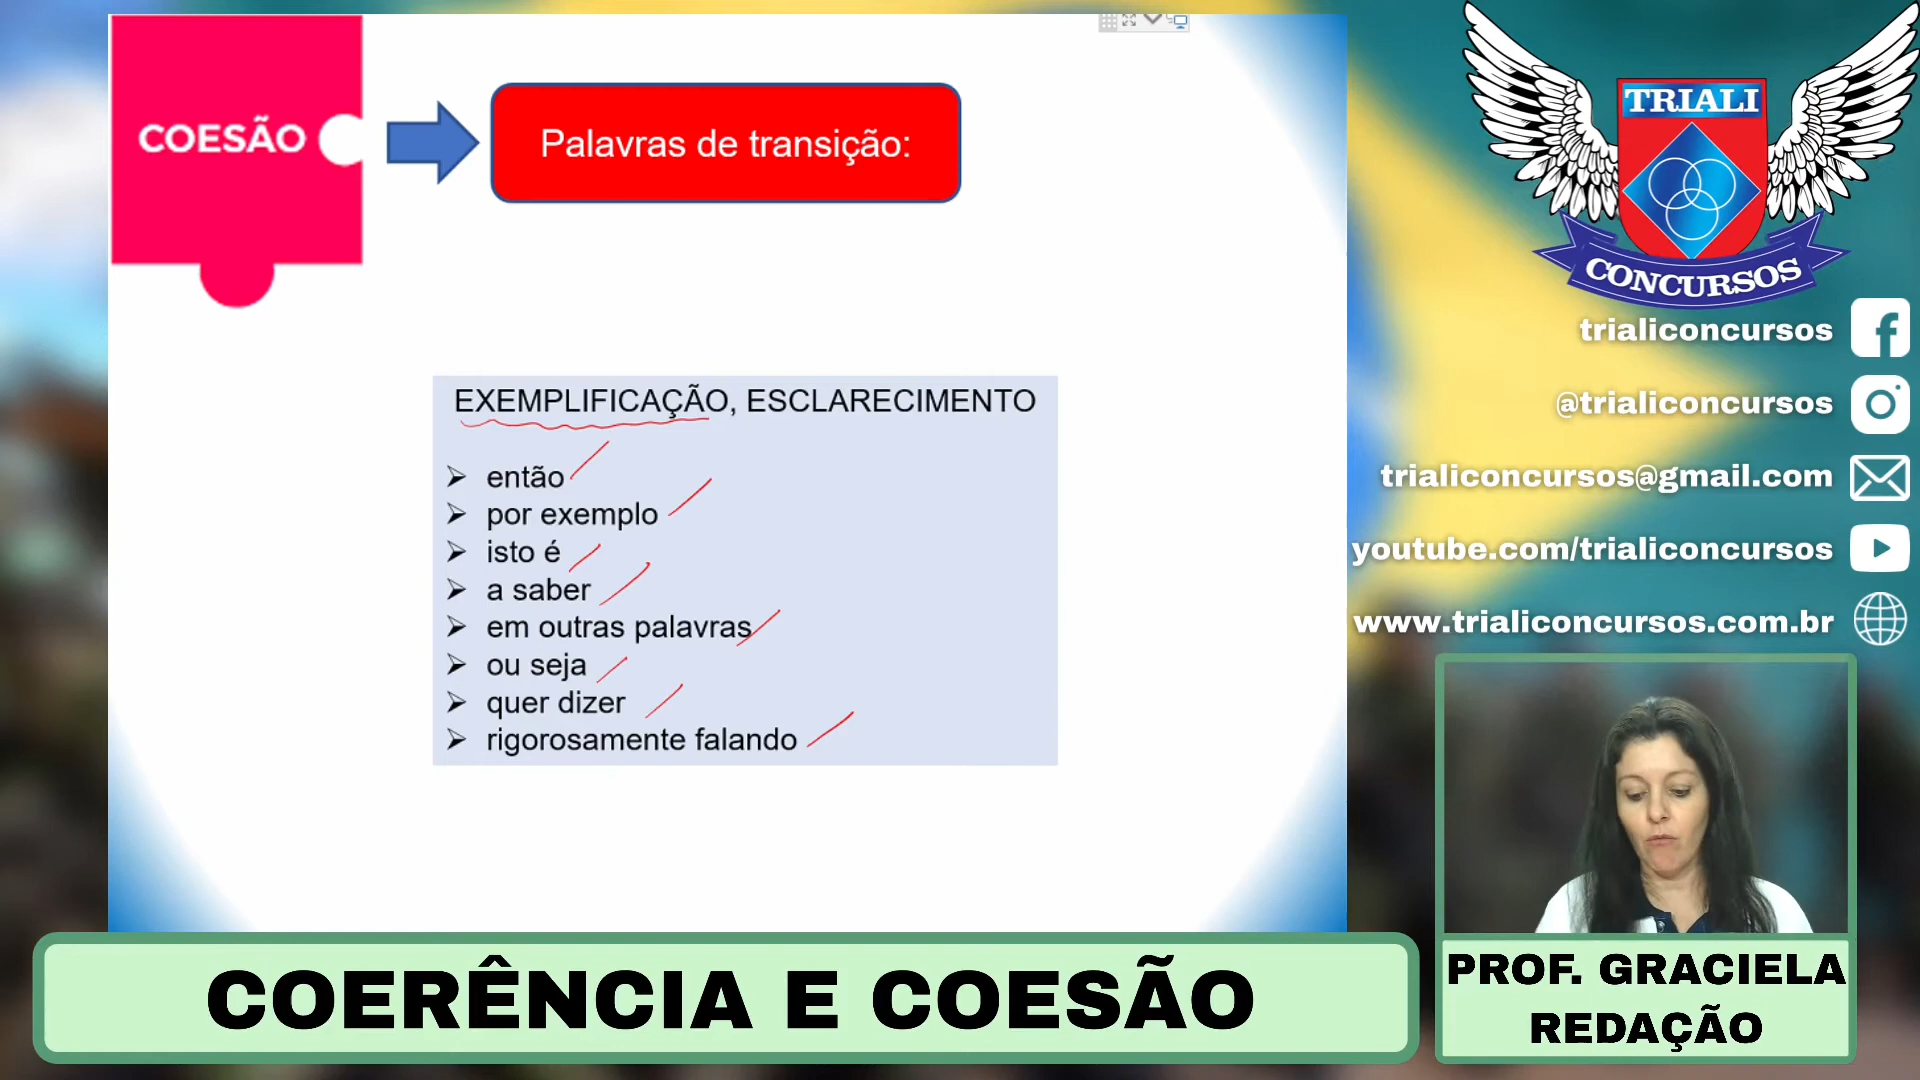 COESÃO
Palavras de transição:
EXEMPLIFICAÇÃO, ESCLARECIMENTO
então
por exemplo
isto é
a saber
em outras palavras
ou seja
quer dizer
rigorosamente falando
TRIALI
CONCURSOS
trialiconcursos
@trialiconcursos
trialiconcursos@gmail.com
youtube.com/trialiconcursos
www.trialiconcursos.com.br
COERÊNCIA E COESÃO
PROF. GRACIELA
REDAÇÃO